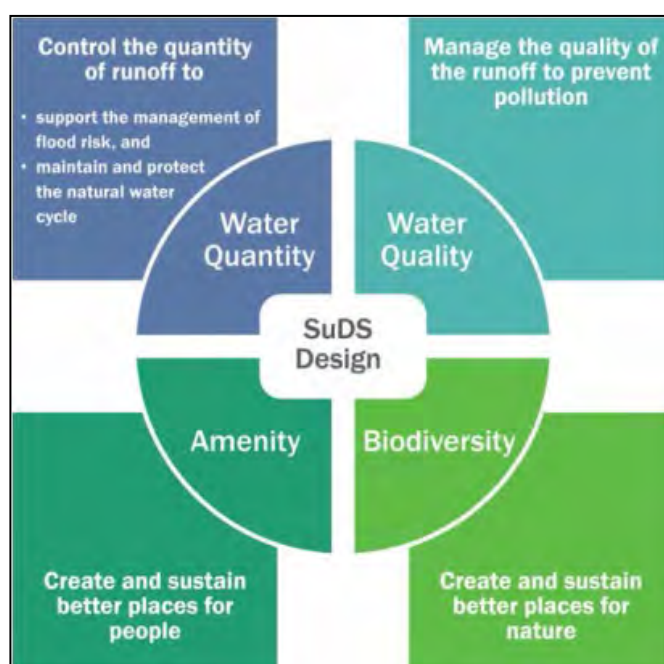 Control the quantity
of runoff to
• support the management of
flood risk, and
• maintain and protect
the natural water
cycle
Manage the quality of
the runoff to prevent
pollution
Water
Quantity
Water
Quality
SuDS
Design
Amenity
Biodiversity
Create and sustain
better places for
people
Create and sustain
better places for
nature